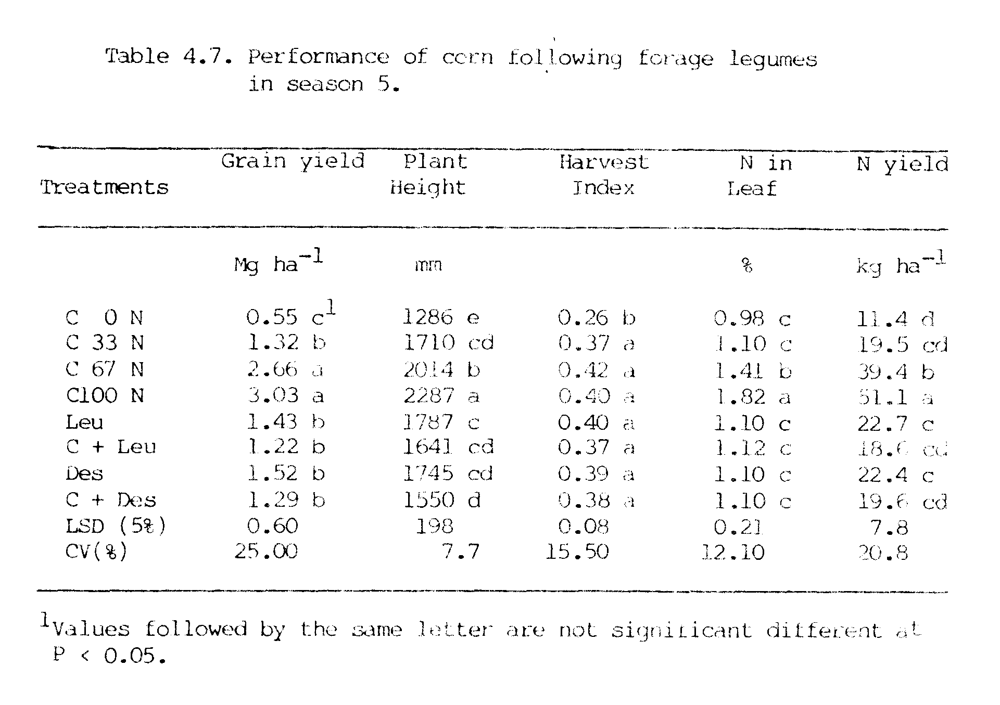 Table 4.7. Performance of corn following forage legumes
in season 5.
Grain yield Plant Harvest N in N yield
Treatments Height Index Leaf
Mg ha⁻¹ mm % kg ha⁻¹
C 0 N 0.55 c¹ 1286 e 0.26 b 0.98 c 11.4 d
C 33 N 1.32 b 1710 cd 0.37 a 1.10 c 19.5 cd
C 67 N 2.66 a 2014 b 0.42 a 1.41 b 39.4 b
C100 N 3.03 a 2287 a 0.40 a 1.82 a 51.1 a
Leu 1.43 b 1787 c 0.40 a 1.10 c 22.7 c
C + Leu 1.22 b 1641 cd 0.37 a 1.12 c 18.6 cd
Des 1.52 b 1745 cd 0.39 a 1.10 c 22.4 c
C + Des 1.29 b 1550 d 0.38 a 1.10 c 19.6 cd
LSD (5%) 0.60 198 0.08 0.21 7.8
CV(%) 25.00 7.7 15.50 12.10 20.8
¹Values followed by the same letter are not significant different at
P < 0.05.